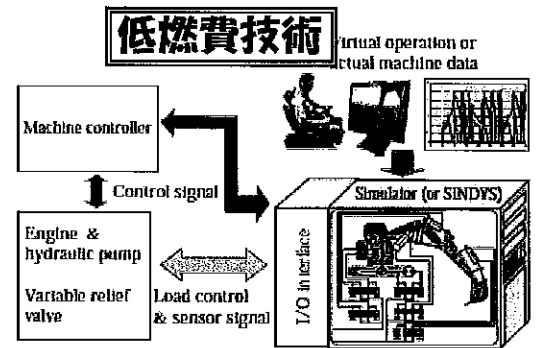 低燃費技術
Virtual operation or
actual machine data
Machine controller
Control signal
Simulator (or SINDYS)
Engine &
hydraulic pump
Variable relief
valve
Load control
& sensor signal
I/O interface